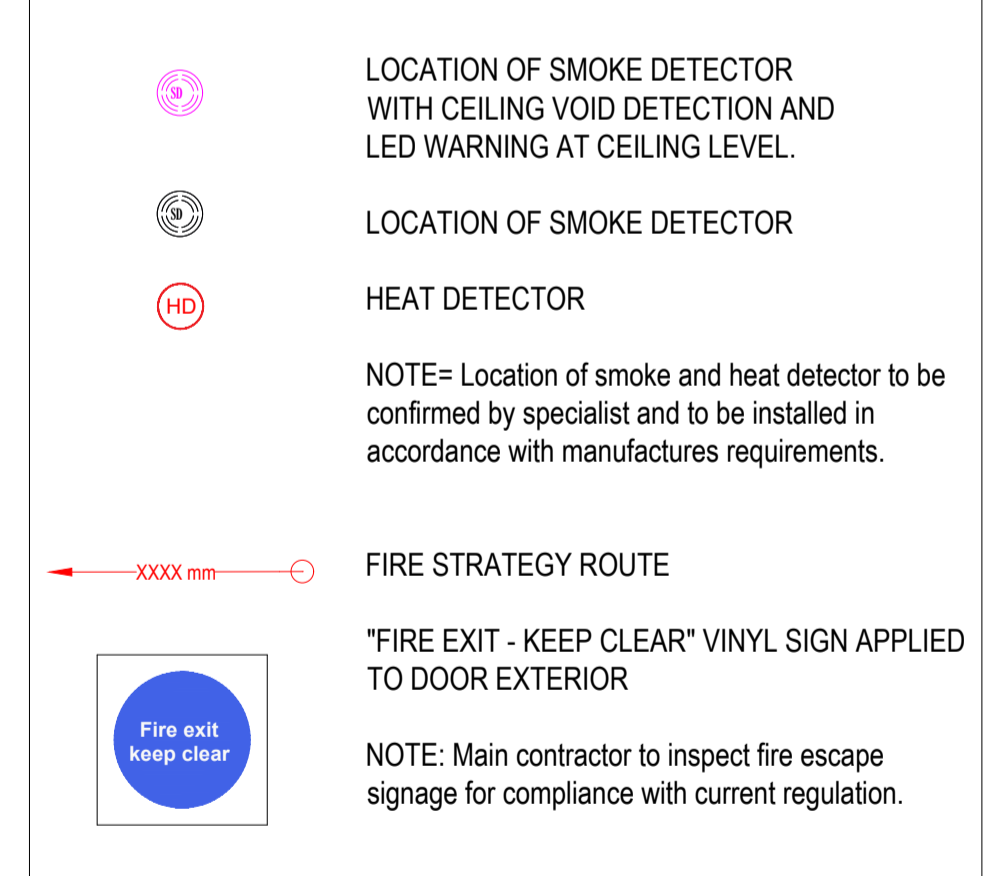 SD
LOCATION OF SMOKE DETECTOR
WITH CEILING VOID DETECTION AND
LED WARNING AT CEILING LEVEL.
SD
LOCATION OF SMOKE DETECTOR
HD
HEAT DETECTOR
NOTE= Location of smoke and heat detector to be
confirmed by specialist and to be installed in
accordance with manufactures requirements.
XXXX mm
FIRE STRATEGY ROUTE
"FIRE EXIT - KEEP CLEAR" VINYL SIGN APPLIED
TO DOOR EXTERIOR
Fire exit
keep clear
NOTE: Main contractor to inspect fire escape
signage for compliance with current regulation.